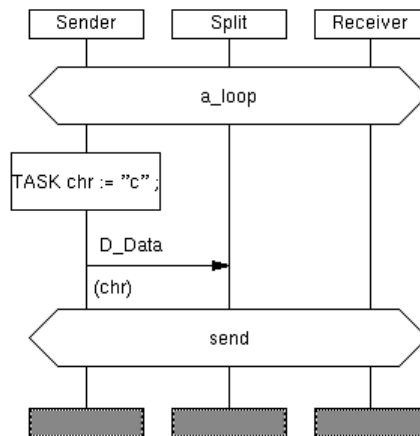 Sender Split Receiver
a_loop
TASK chr := "c" ;
D_Data
(chr)
send